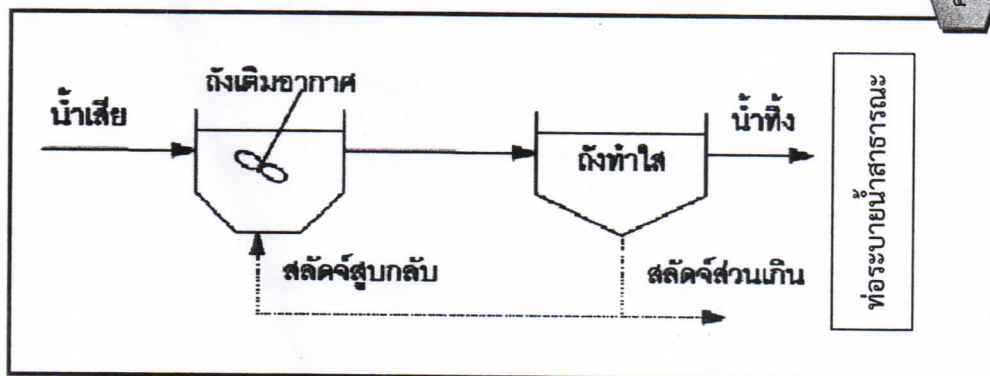 ถังเติมอากาศ
น้ำเสีย
น้ำทิ้ง
ถังทำใส
สลัดจ์สูบกลับ
สลัดจ์ส่วนเกิน
ท่อระบายน้ำสาธารณะ